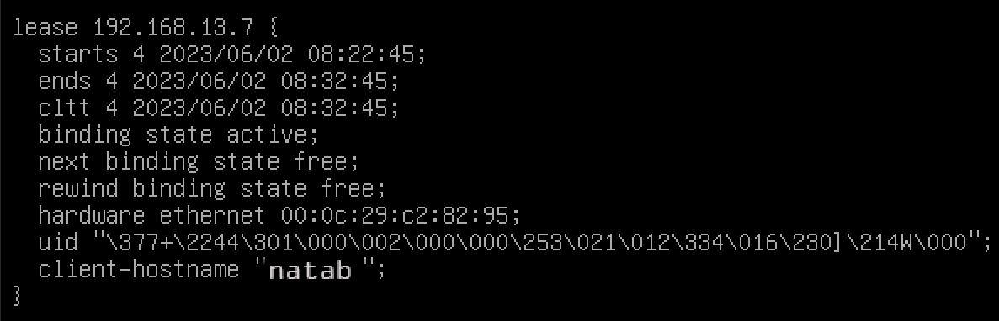 lease 192.168.13.7 {
  starts 4 2023/06/02 08:22:45;
  ends 4 2023/06/02 08:32:45;
  cltt 4 2023/06/02 08:32:45;
  binding state active;
  next binding state free;
  rewind binding state free;
  hardware ethernet 00:0c:29:c2:82:95;
  uid "\377+\2244\301\000\002\000\000\253\021\012\334\016\230]\214W\000";
  client-hostname "natab ";
}